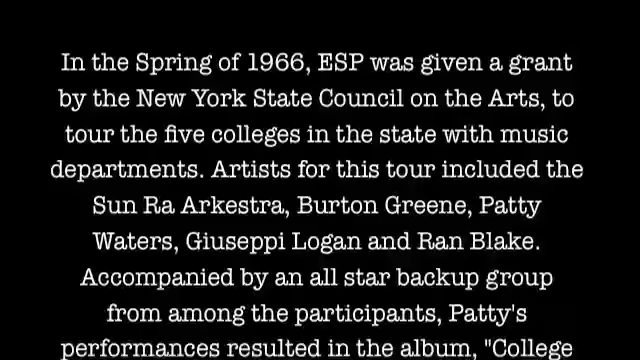 In the Spring of 1966, ESP was given a grant
by the New York State Council on the Arts, to
tour the five colleges in the state with music
departments. Artists for this tour included the
Sun Ra Arkestra, Burton Greene, Patty
Waters, Giuseppi Logan and Ran Blake.
Accompanied by an all star backup group
from among the participants, Patty's
performances resulted in the album, "College